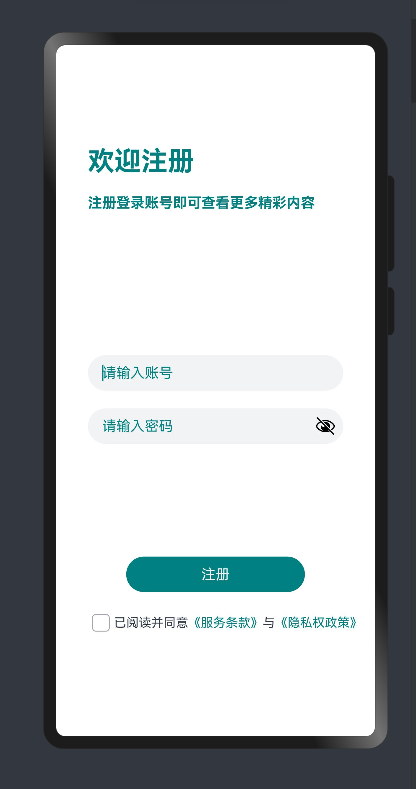 欢迎注册
注册登录账号即可查看更多精彩内容
请输入账号
请输入密码
注册
已阅读并同意《服务条款》与《隐私权政策》